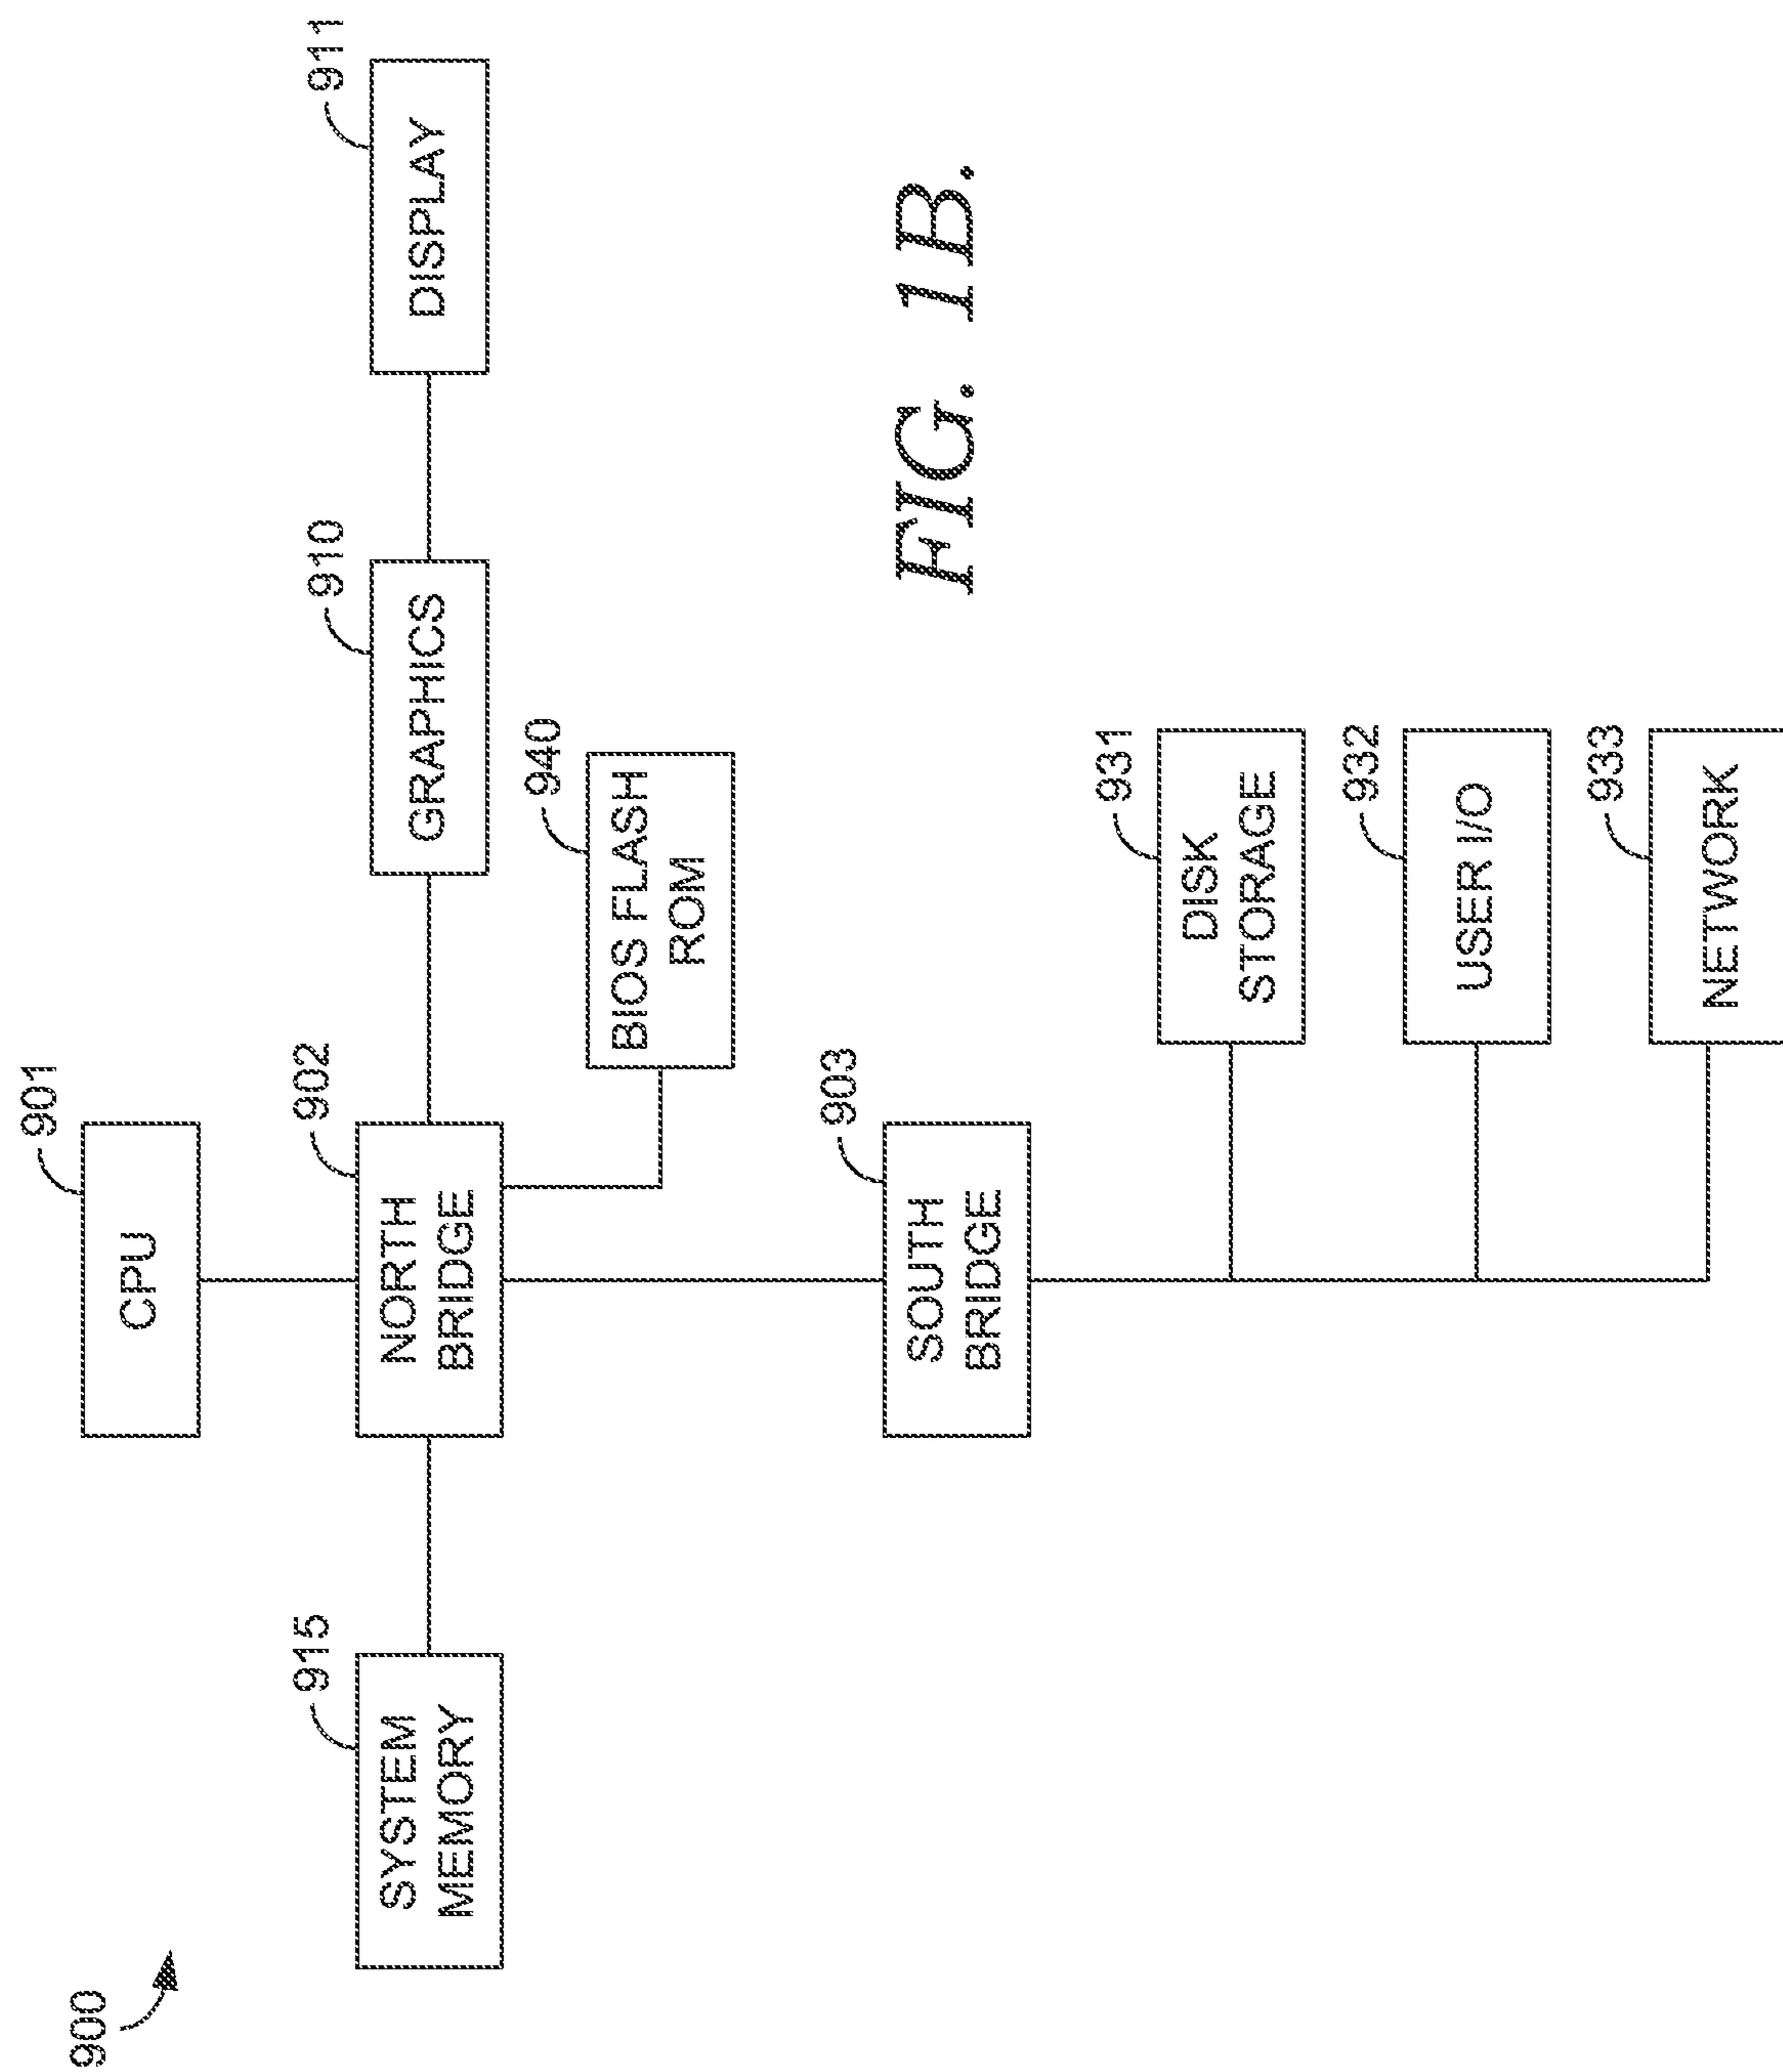 900
901
CPU
915
SYSTEM
MEMORY
902
NORTH
BRIDGE
910
GRAPHICS
911
DISPLAY
940
BIOS FLASH
ROM
903
SOUTH
BRIDGE
931
DISK
STORAGE
932
USER I/O
933
NETWORK
FIG. 1B.